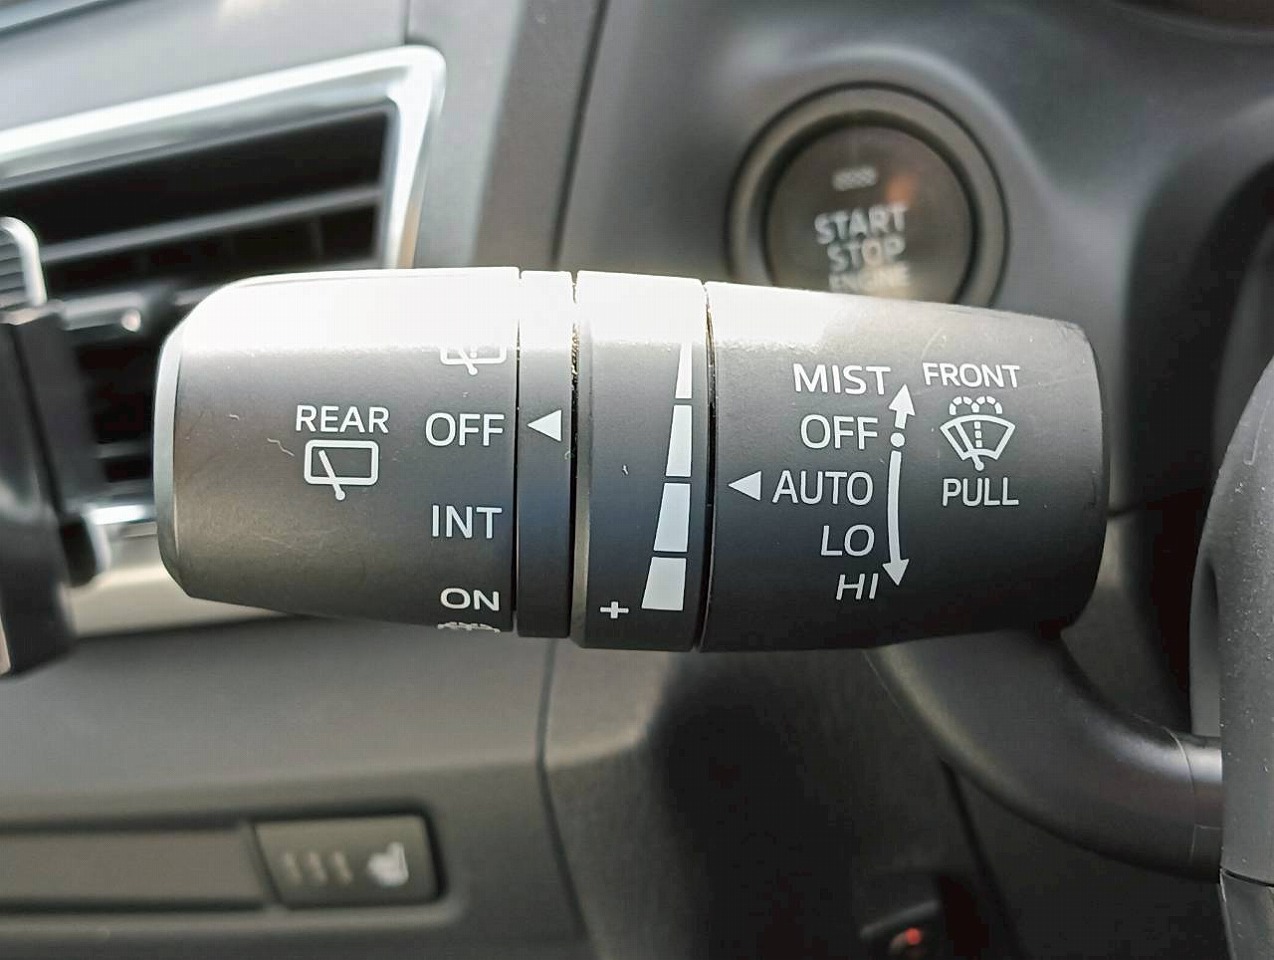 START
STOP
ENGINE
REAR
OFF
INT
ON
+
MIST
OFF
AUTO
LO
HI
FRONT
PULL